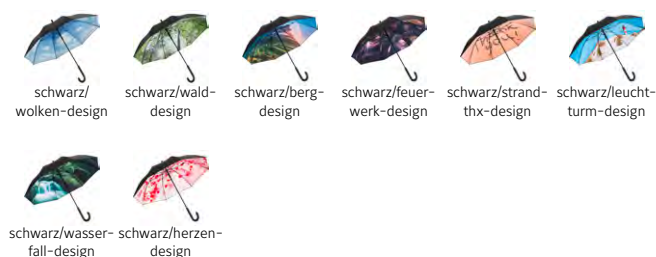 schwarz/
wolken-design
schwarz/wald-
design
schwarz/berg-
design
schwarz/feuer-
werk-design
schwarz/strand-
thx-design
schwarz/leucht-
turm-design
schwarz/wasser-
fall-design
schwarz/herzen-
design